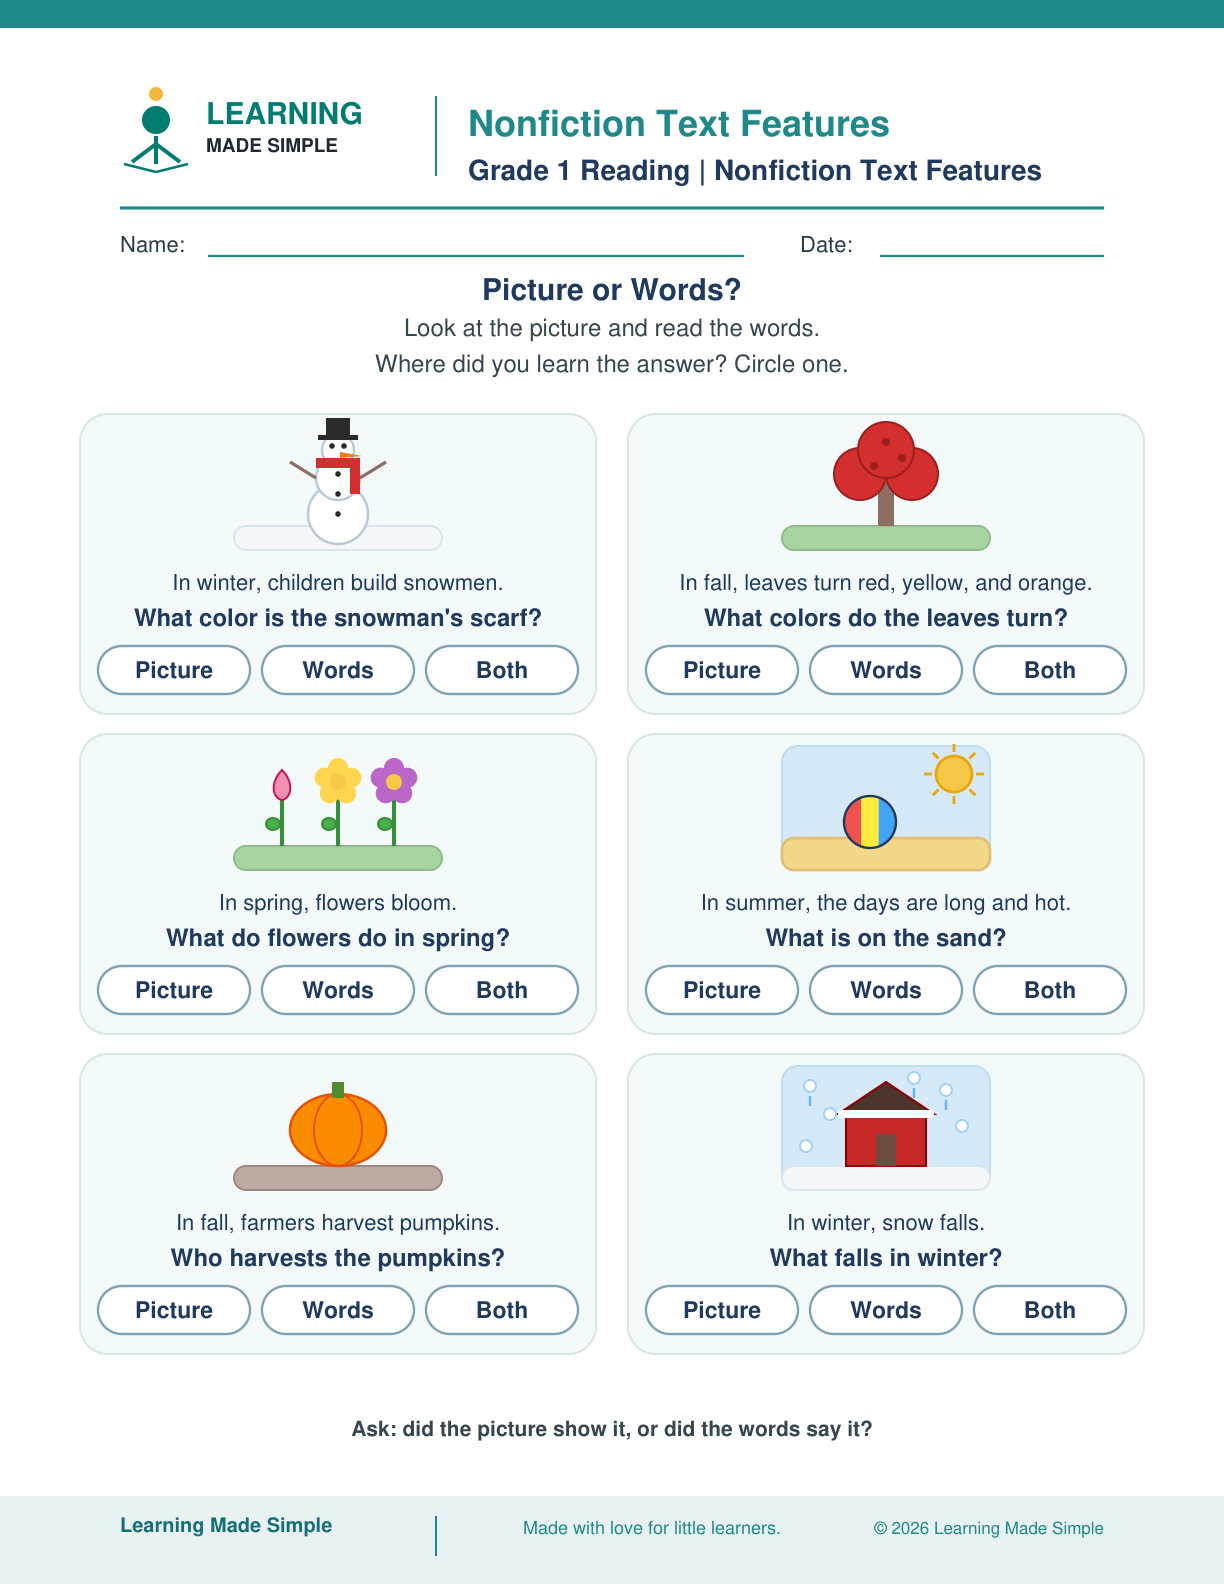 LEARNING
MADE SIMPLE
Nonfiction Text Features
Grade 1 Reading | Nonfiction Text Features
Name:
Date:
Picture or Words?
Look at the picture and read the words.
Where did you learn the answer? Circle one.
In winter, children build snowmen.
What color is the snowman's scarf?
Picture Words Both
In fall, leaves turn red, yellow, and orange.
What colors do the leaves turn?
Picture Words Both
In spring, flowers bloom.
What do flowers do in spring?
Picture Words Both
In summer, the days are long and hot.
What is on the sand?
Picture Words Both
In fall, farmers harvest pumpkins.
Who harvests the pumpkins?
Picture Words Both
In winter, snow falls.
What falls in winter?
Picture Words Both
Ask: did the picture show it, or did the words say it?
Learning Made Simple
Made with love for little learners.
© 2026 Learning Made Simple